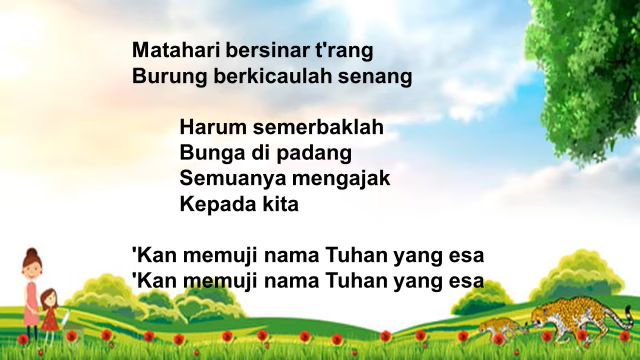 Matahari bersinar t'rang
Burung berkicaulah senang
Harum semerbaklah
Bunga di padang
Semuanya mengajak
Kepada kita
'Kan memuji nama Tuhan yang esa
'Kan memuji nama Tuhan yang esa